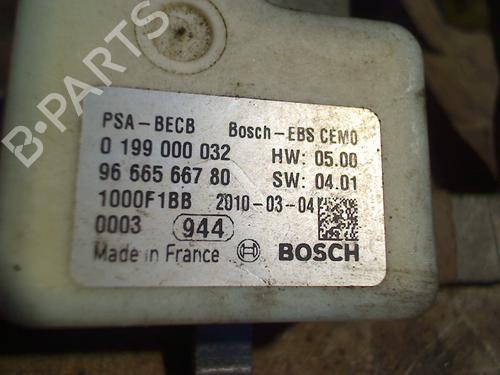 PSA-BECB Bosch-EBS CEMO
0 199 000 032 HW: 05.00
96 665 667 80 SW: 04.01
1000F1BB 2010-03-04
0003 944
Made in France BOSCH
B-PARTS